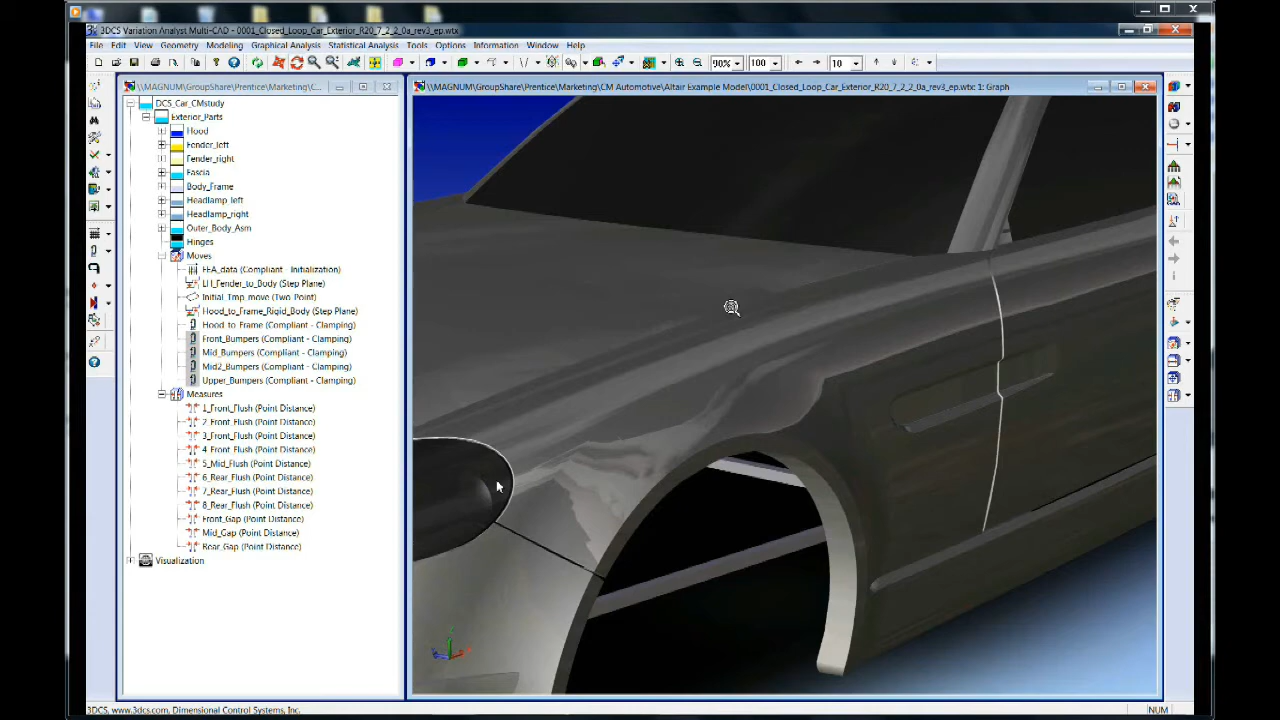 3DCS Variation Analyst Multi-CAD - 0001_Closed_Loop_Car_Exterior_R20_7_2_2_0a_rev3_ep.wtx
File Edit View Geometry Modeling Graphical Analysis Statistical Analysis Tools Options Information Window Help
90% 100 10
\\MAGNUM\GroupShare\Prentice\Marketing\C...
\\MAGNUM\GroupShare\Prentice\Marketing\CM Automotive\Altair Example Model\0001_Closed_Loop_Car_Exterior_R20_7_2_2_0a_rev3_ep.wtx: 1: Graph
DCS_Car_CMstudy
Exterior_Parts
Hood
Fender_left
Fender_right
Fascia
Body_Frame
Headlamp_left
Headlamp_right
Outer_Body_Asm
Hinges
Moves
FEA_data (Compliant - Initialization)
LH_Fender_to_Body (Step Plane)
Initial_Tmp_move (Two Point)
Hood_to_Frame_Rigid_Body (Step Plane)
Hood_to_Frame (Compliant - Clamping)
Front_Bumpers (Compliant - Clamping)
Mid_Bumpers (Compliant - Clamping)
Mid2_Bumpers (Compliant - Clamping)
Upper_Bumpers (Compliant - Clamping)
Measures
1_Front_Flush (Point Distance)
2_Front_Flush (Point Distance)
3_Front_Flush (Point Distance)
4_Front_Flush (Point Distance)
5_Mid_Flush (Point Distance)
6_Rear_Flush (Point Distance)
7_Rear_Flush (Point Distance)
8_Rear_Flush (Point Distance)
Front_Gap (Point Distance)
Mid_Gap (Point Distance)
Rear_Gap (Point Distance)
Visualization
3DCS, www.3dcs.com, Dimensional Control Systems, Inc.
NUM